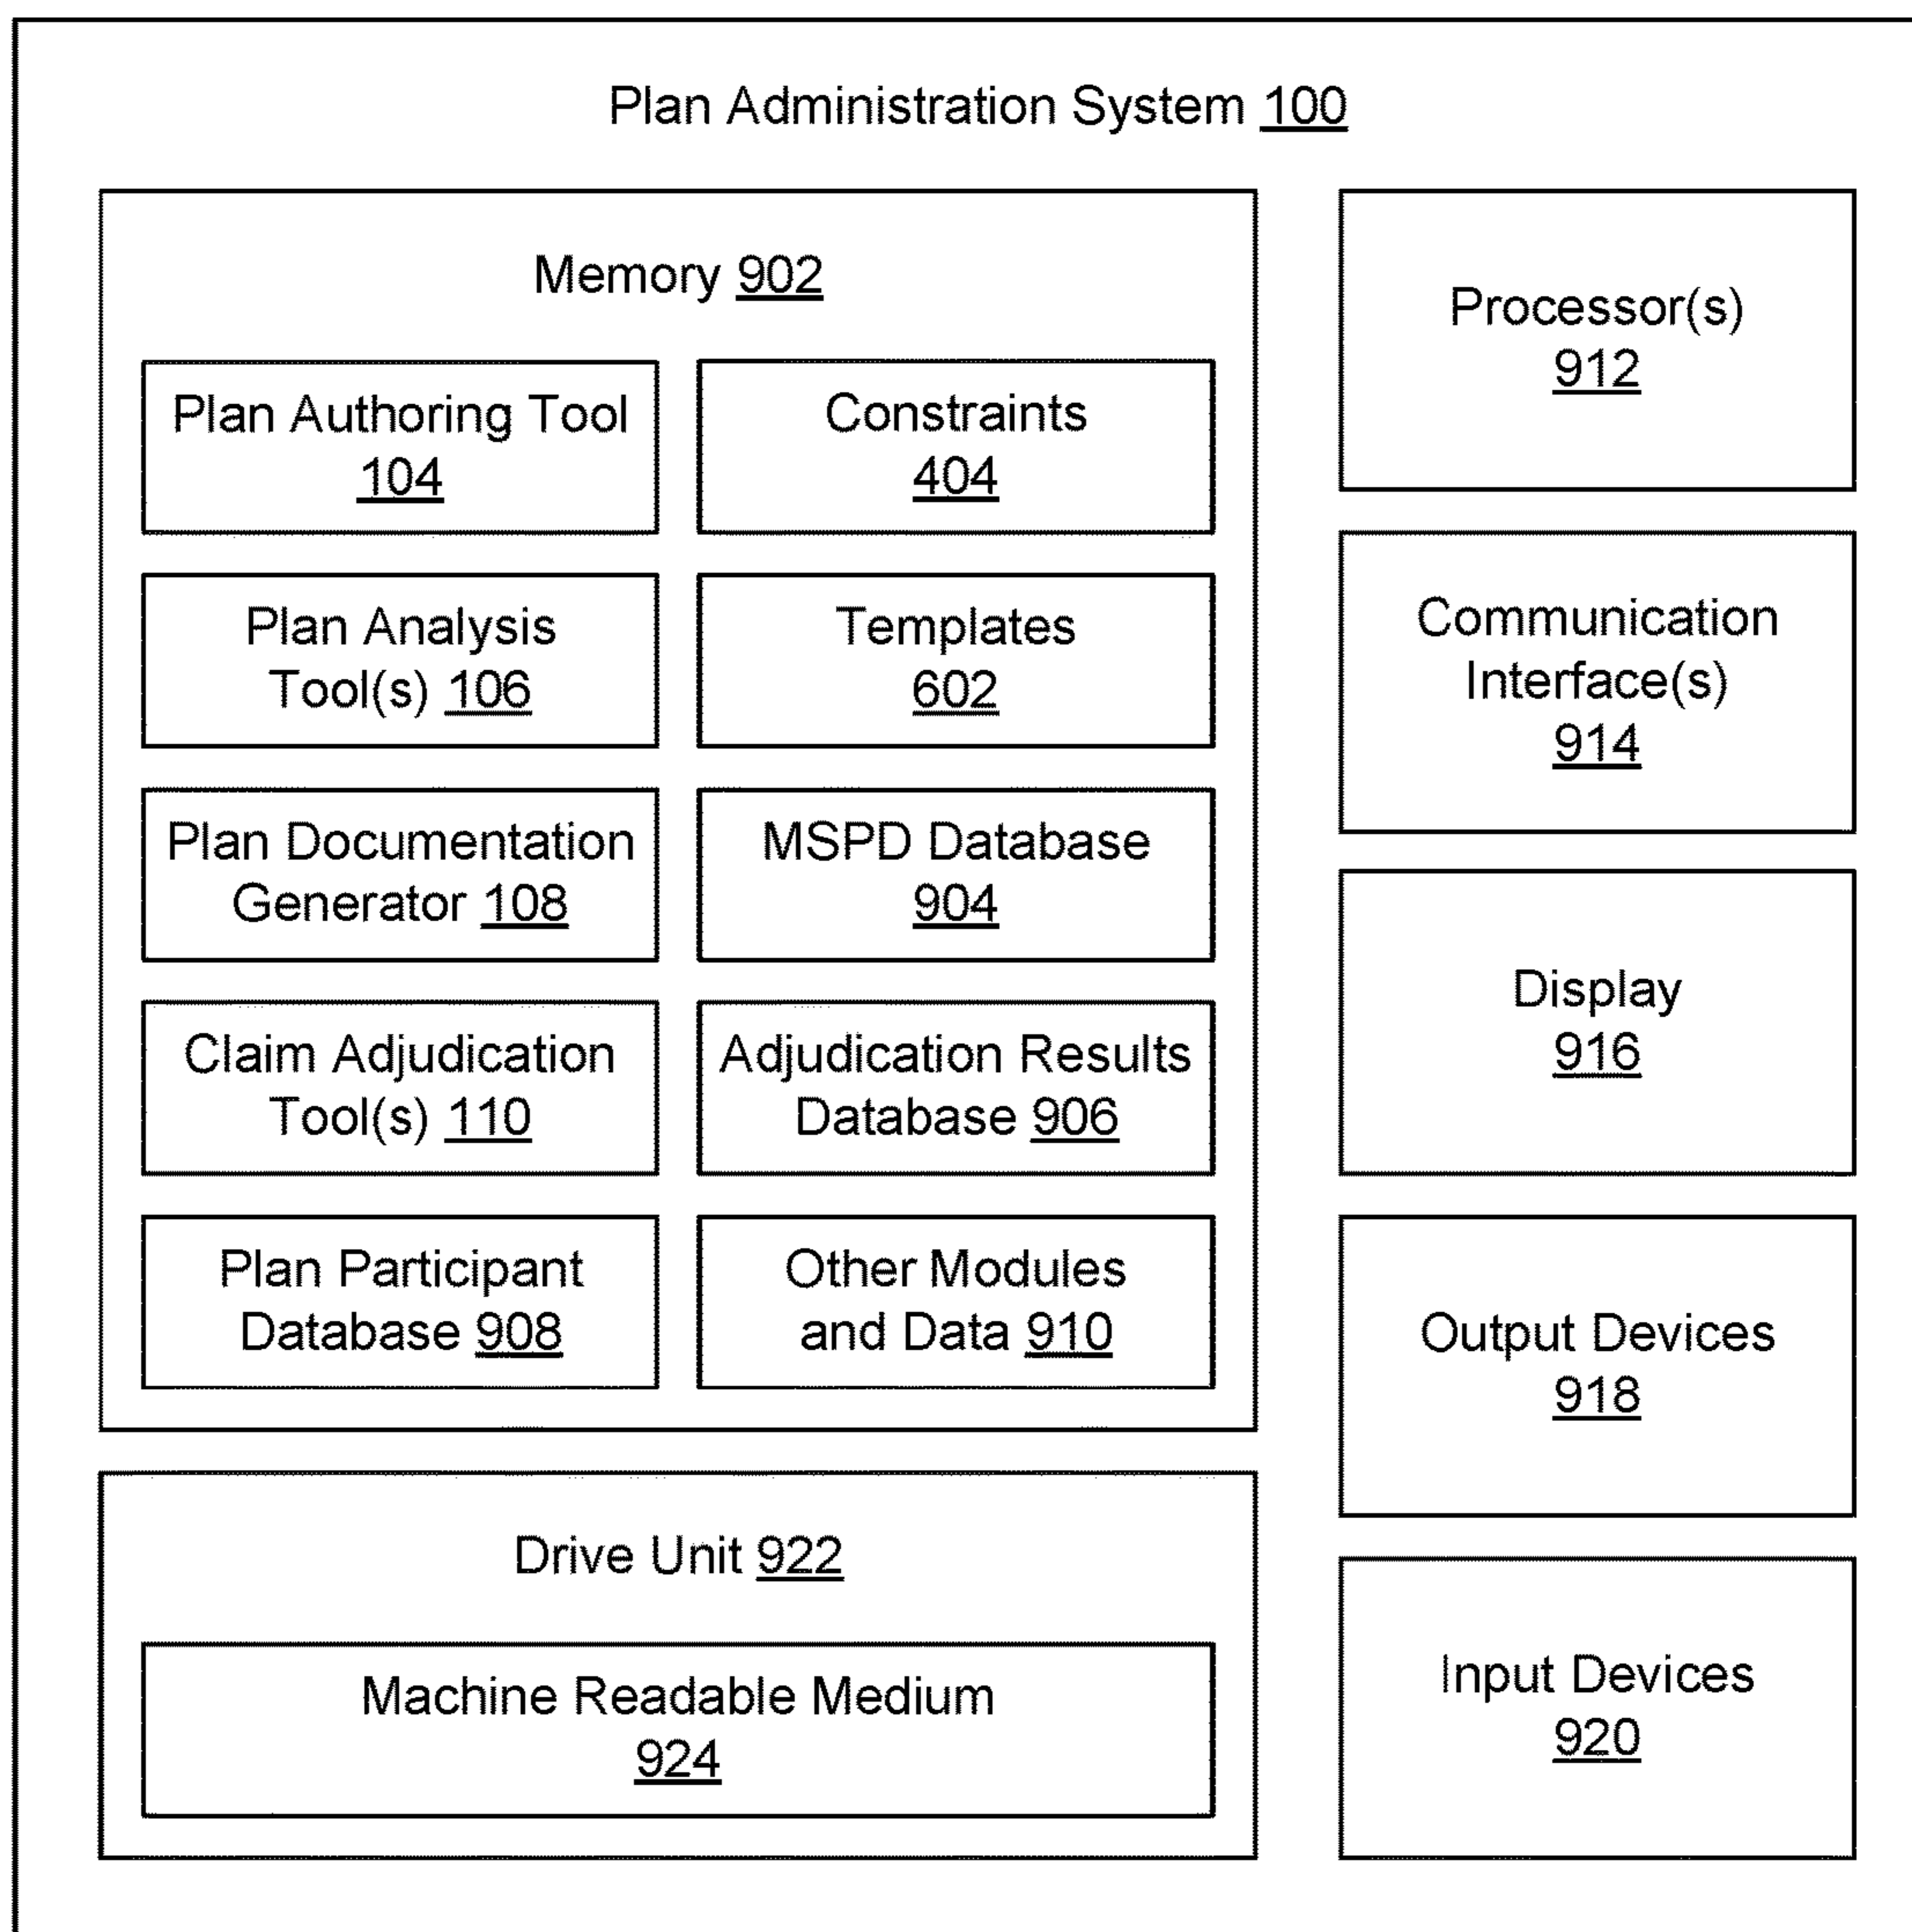 Plan Administration System 100
Memory 902
Plan Authoring Tool
104
Constraints
404
Plan Analysis
Tool(s) 106
Templates
602
Plan Documentation
Generator 108
MSPD Database
904
Claim Adjudication
Tool(s) 110
Adjudication Results
Database 906
Plan Participant
Database 908
Other Modules
and Data 910
Drive Unit 922
Machine Readable Medium
924
Processor(s)
912
Communication
Interface(s)
914
Display
916
Output Devices
918
Input Devices
920